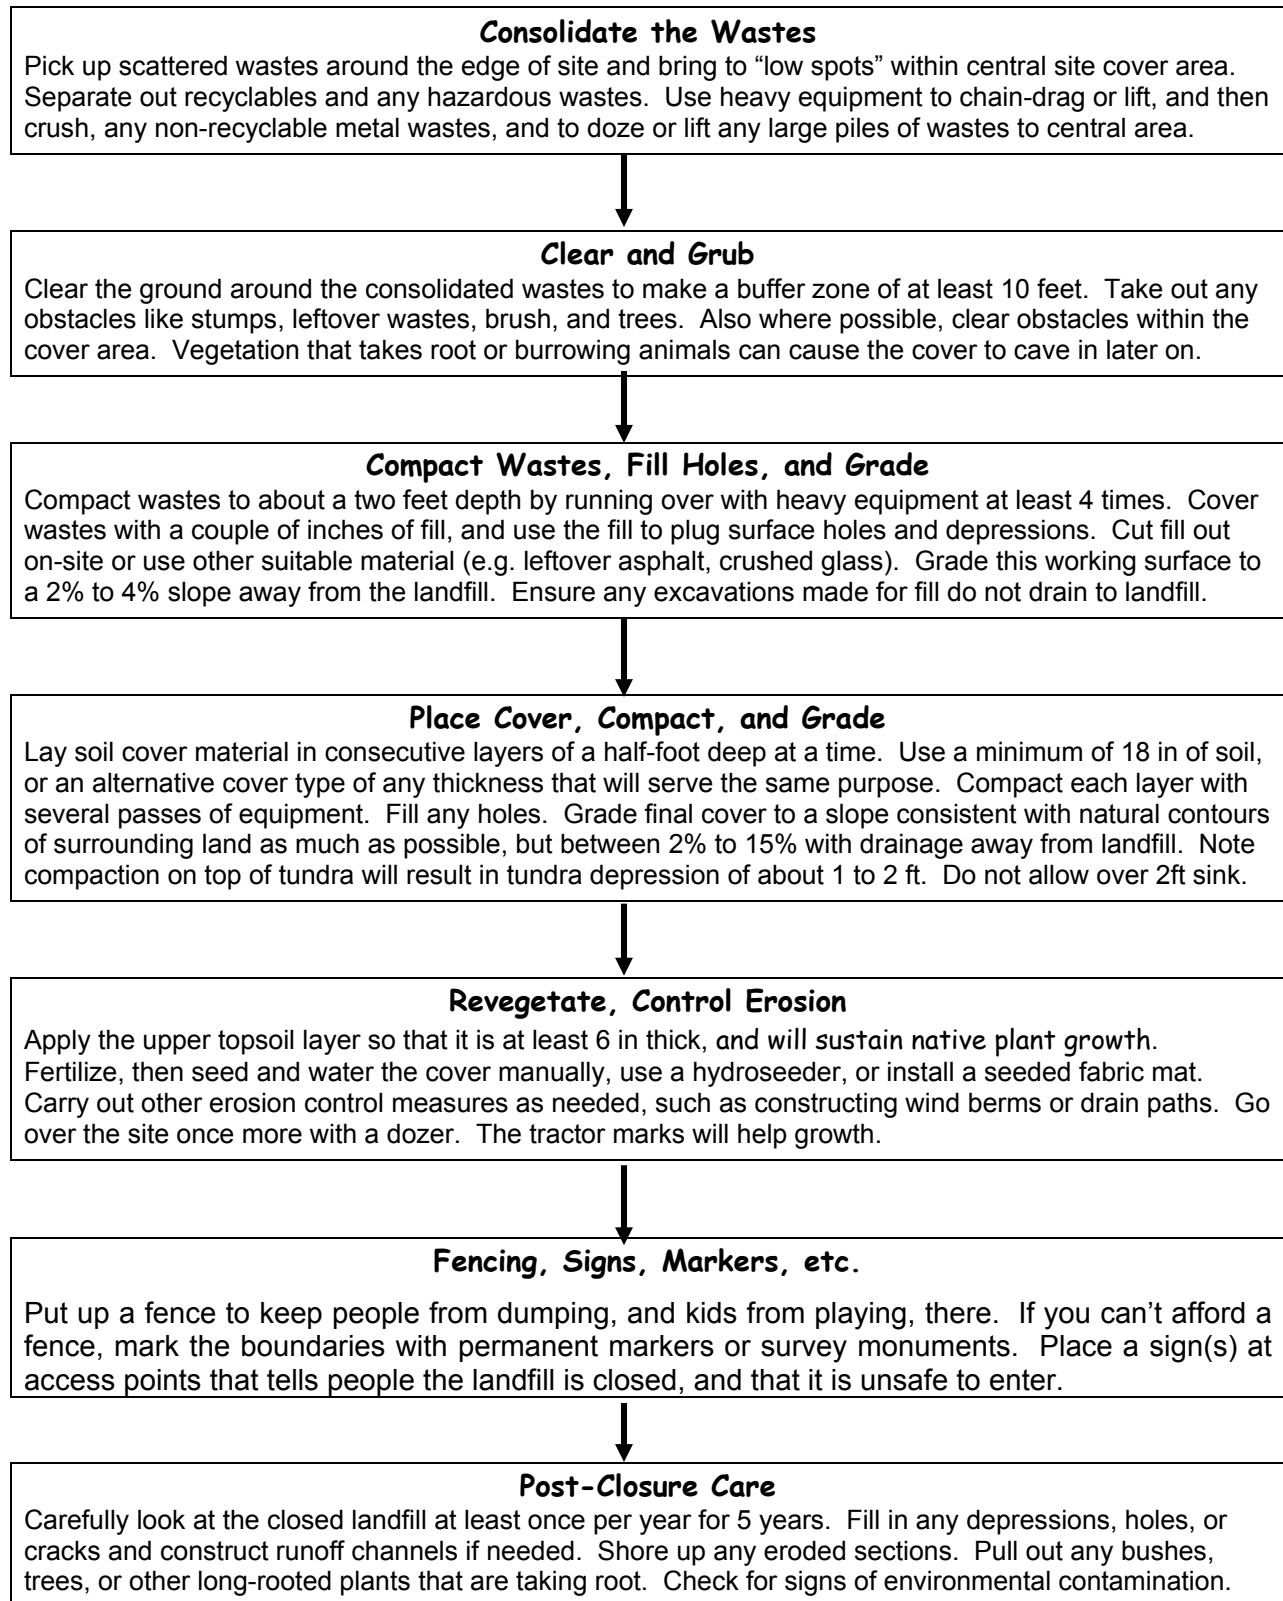 Consolidate the Wastes
Pick up scattered wastes around the edge of site and bring to “low spots” within central site cover area.
Separate out recyclables and any hazardous wastes.  Use heavy equipment to chain-drag or lift, and then
crush, any non-recyclable metal wastes, and to doze or lift any large piles of wastes to central area.
Clear and Grub
Clear the ground around the consolidated wastes to make a buffer zone of at least 10 feet.  Take out any
obstacles like stumps, leftover wastes, brush, and trees.  Also where possible, clear obstacles within the
cover area.  Vegetation that takes root or burrowing animals can cause the cover to cave in later on.
Compact Wastes, Fill Holes, and Grade
Compact wastes to about a two feet depth by running over with heavy equipment at least 4 times.  Cover
wastes with a couple of inches of fill, and use the fill to plug surface holes and depressions.  Cut fill out
on-site or use other suitable material (e.g. leftover asphalt, crushed glass).  Grade this working surface to
a 2% to 4% slope away from the landfill.  Ensure any excavations made for fill do not drain to landfill.
Place Cover, Compact, and Grade
Lay soil cover material in consecutive layers of a half-foot deep at a time.  Use a minimum of 18 in of soil,
or an alternative cover type of any thickness that will serve the same purpose.  Compact each layer with
several passes of equipment.  Fill any holes.  Grade final cover to a slope consistent with natural contours
of surrounding land as much as possible, but between 2% to 15% with drainage away from landfill.  Note
compaction on top of tundra will result in tundra depression of about 1 to 2 ft.  Do not allow over 2ft sink.
Revegetate, Control Erosion
Apply the upper topsoil layer so that it is at least 6 in thick, and will sustain native plant growth.
Fertilize, then seed and water the cover manually, use a hydroseeder, or install a seeded fabric mat.
Carry out other erosion control measures as needed, such as constructing wind berms or drain paths.  Go
over the site once more with a dozer.  The tractor marks will help growth.
Fencing, Signs, Markers, etc.
Put up a fence to keep people from dumping, and kids from playing, there.  If you can’t afford a
fence, mark the boundaries with permanent markers or survey monuments.  Place a sign(s) at
access points that tells people the landfill is closed, and that it is unsafe to enter.
Post-Closure Care
Carefully look at the closed landfill at least once per year for 5 years.  Fill in any depressions, holes, or
cracks and construct runoff channels if needed.  Shore up any eroded sections.  Pull out any bushes,
trees, or other long-rooted plants that are taking root.  Check for signs of environmental contamination.